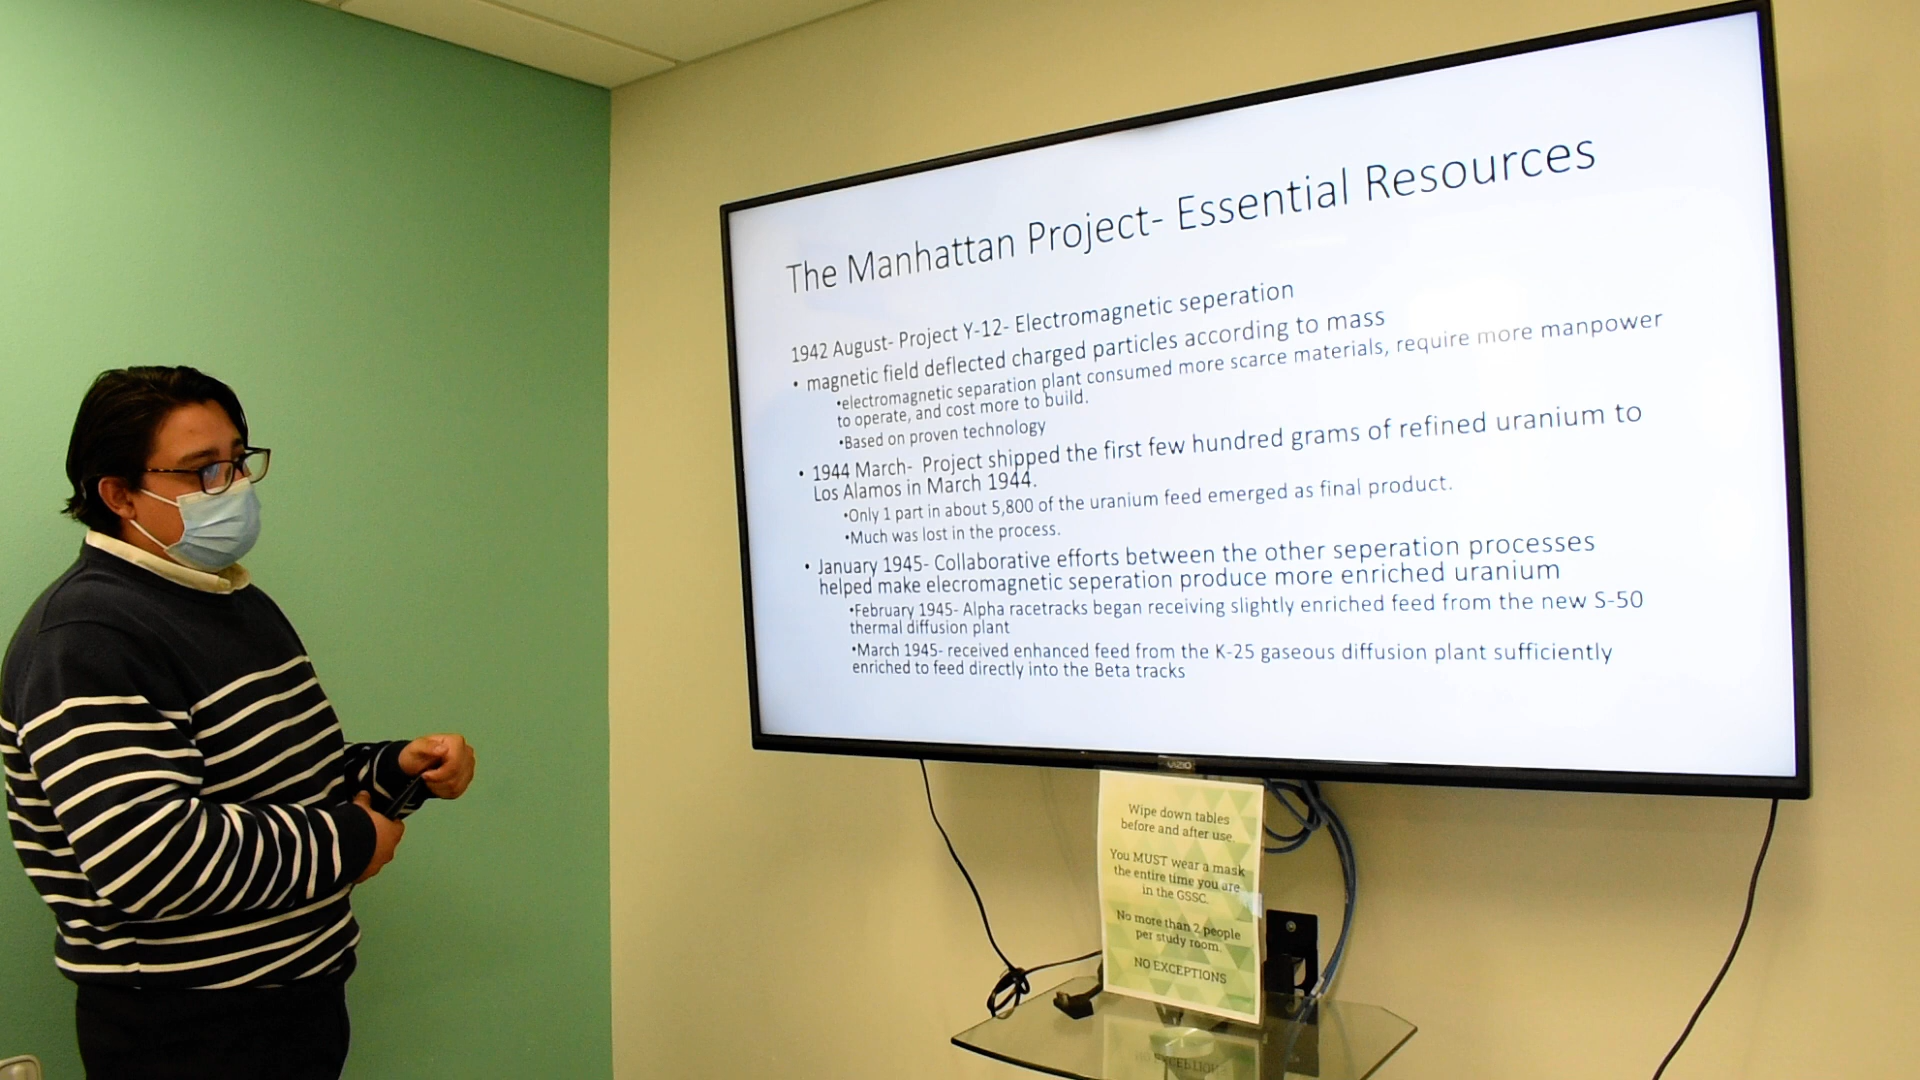 The Manhattan Project- Essential Resources
1942 August- Project Y-12- Electromagnetic seperation
• magnetic field deflected charged particles according to mass
•electromagnetic separation plant consumed more scarce materials, require more manpower
to operate, and cost more to build.
•Based on proven technology
• 1944 March- Project shipped the first few hundred grams of refined uranium to
Los Alamos in March 1944.
•Only 1 part in about 5,800 of the uranium feed emerged as final product.
•Much was lost in the process.
• January 1945- Collaborative efforts between the other seperation processes
helped make elecromagnetic seperation produce more enriched uranium
•February 1945- Alpha racetracks began receiving slightly enriched feed from the new S-50
thermal diffusion plant
•March 1945- received enhanced feed from the K-25 gaseous diffusion plant sufficiently
enriched to feed directly into the Beta tracks
VIZIO
Wipe down tables
before and after use.
You MUST wear a mask
the entire time you are
in the GSSC.
No more than 2 people
per study room.
NO EXCEPTIONS